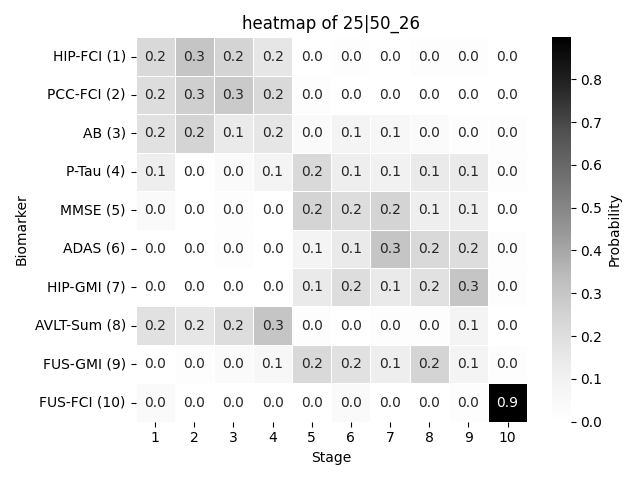 heatmap of 25|50_26
HIP-FCI (1) 0.2 0.3 0.2 0.2 0.0 0.0 0.0 0.0 0.0 0.0
PCC-FCI (2) 0.2 0.3 0.3 0.2 0.0 0.0 0.0 0.0 0.0 0.0
AB (3) 0.2 0.2 0.1 0.2 0.0 0.1 0.1 0.0 0.0 0.0
P-Tau (4) 0.1 0.0 0.0 0.1 0.2 0.1 0.1 0.1 0.1 0.0
MMSE (5) 0.0 0.0 0.0 0.0 0.2 0.2 0.2 0.1 0.1 0.0
ADAS (6) 0.0 0.0 0.0 0.0 0.1 0.1 0.3 0.2 0.2 0.0
HIP-GMI (7) 0.0 0.0 0.0 0.0 0.1 0.2 0.1 0.2 0.3 0.0
AVLT-Sum (8) 0.2 0.2 0.2 0.3 0.0 0.0 0.0 0.0 0.1 0.0
FUS-GMI (9) 0.0 0.0 0.0 0.1 0.2 0.2 0.1 0.2 0.1 0.0
FUS-FCI (10) 0.0 0.0 0.0 0.0 0.0 0.0 0.0 0.0 0.0 0.9
1 2 3 4 5 6 7 8 9 10
Stage
Biomarker
0.8
0.7
0.6
0.5
0.4
0.3
0.2
0.1
0.0
Probability